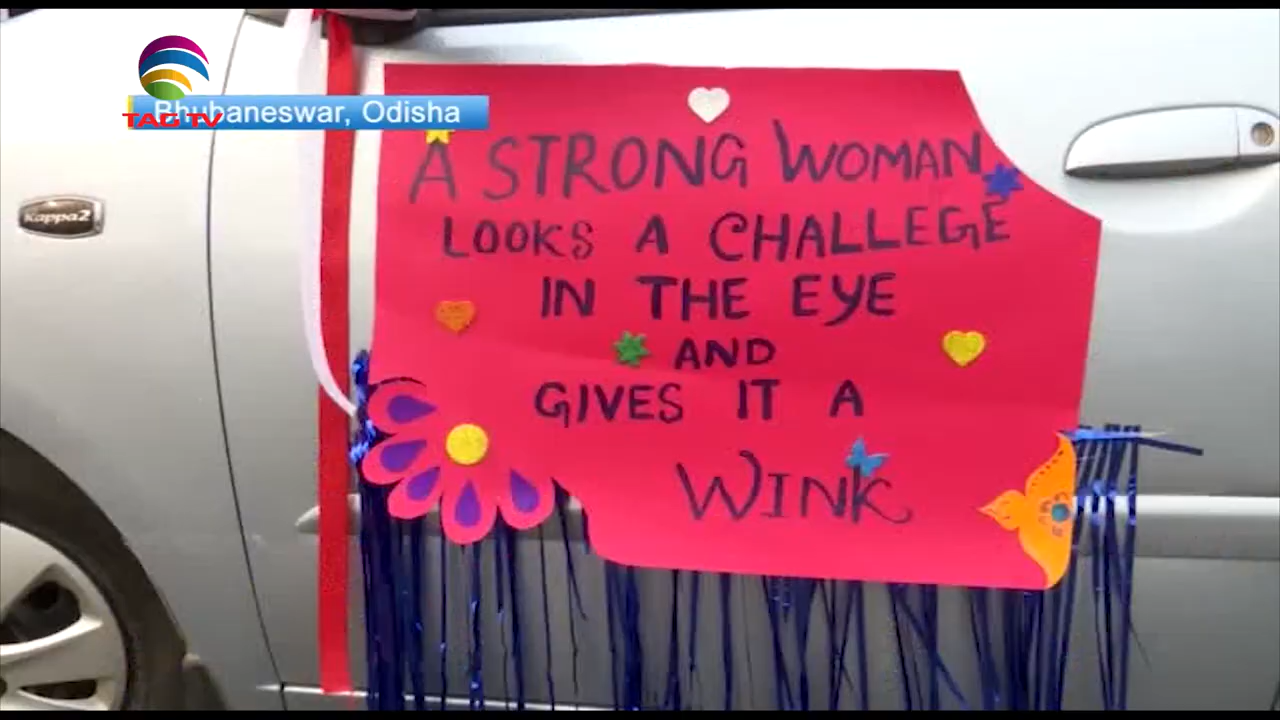 Bhubaneswar, Odisha
TAG TV
Kappa2
A STRONG WOMAN
LOOKS A CHALLEGE
IN THE EYE
AND
GIVES IT A
WINK